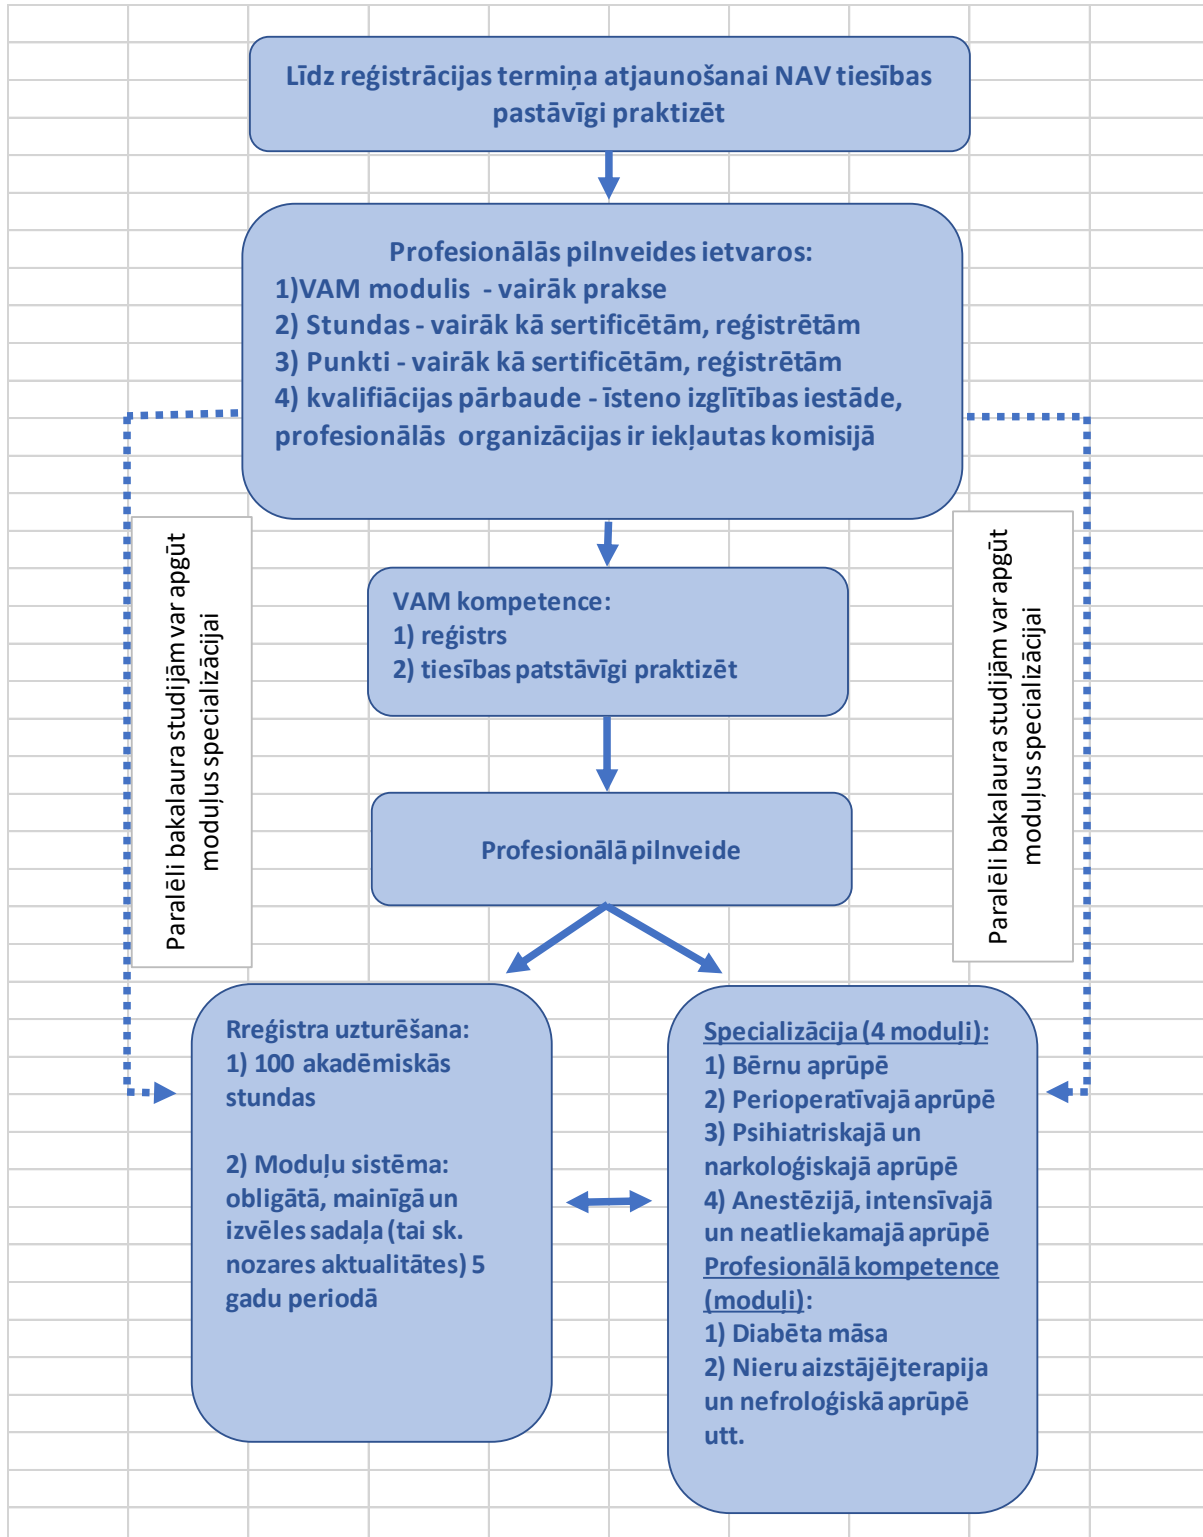 Līdz reģistrācijas termiņa atjaunošanai NAV tiesības
pastāvīgi praktizēt
Profesionālās pilnveides ietvaros:
1)VAM modulis - vairāk prakse
2) Stundas - vairāk kā sertificētām, reģistrētām
3) Punkti - vairāk kā sertificētām, reģistrētām
4) kvalifiācijas pārbaude - īsteno izglītības iestāde,
profesionālās organizācijas ir iekļautas komisijā
Paralēli bakalaura studijām var apgūt
moduļus specializācijai
Paralēli bakalaura studijām var apgūt
moduļus specializācijai
VAM kompetence:
1) reģistrs
2) tiesības patstāvīgi praktizēt
Profesionālā pilnveide
Rreģistra uzturēšana:
1) 100 akadēmiskās
stundas
2) Moduļu sistēma:
obligātā, mainīgā un
izvēles sadaļa (tai sk.
nozares aktualitātes) 5
gadu periodā
Specializācija (4 moduļi):
1) Bērnu aprūpē
2) Perioperatīvajā aprūpē
3) Psihiatriskajā un
narkoloģiskajā aprūpē
4) Anestēzijā, intensīvajā
un neatliekamajā aprūpē
Profesionālā kompetence
(moduļi):
1) Diabēta māsa
2) Nieru aizstājējterapija
un nefroloģiskā aprūpē
utt.